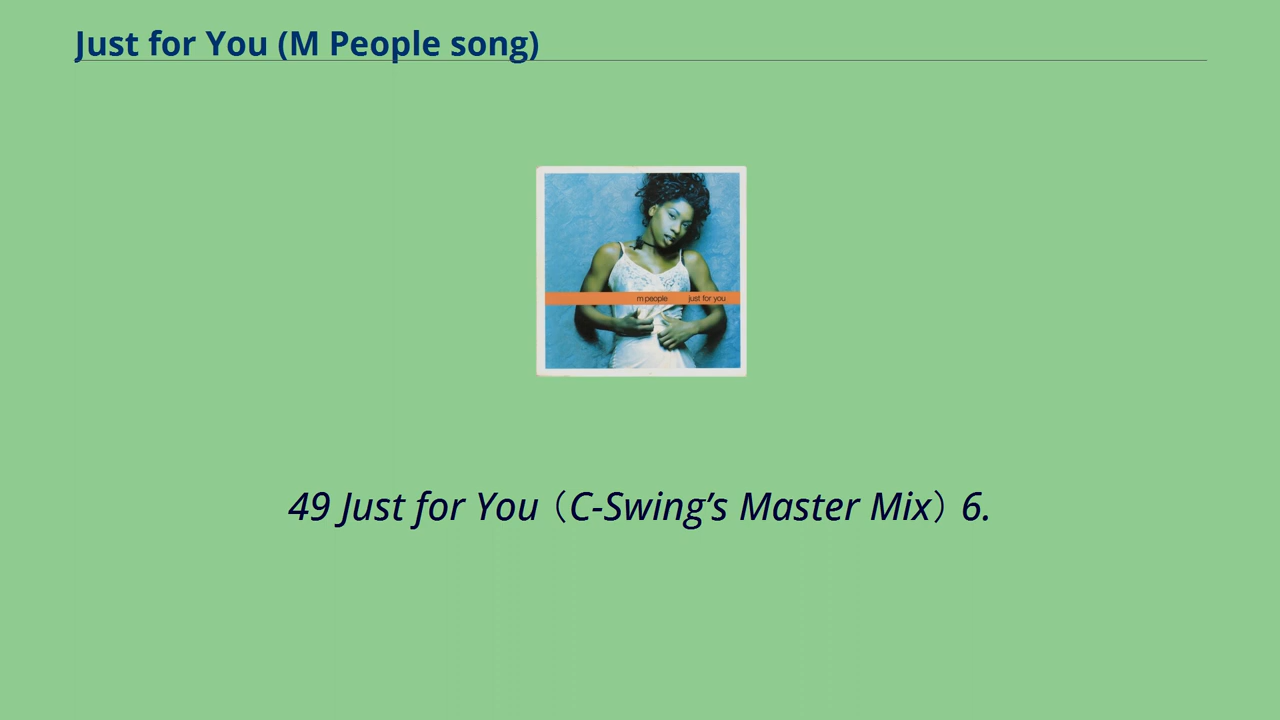 Just for You (M People song)
m people just for you
49 Just for You（C-Swing’s Master Mix）6.